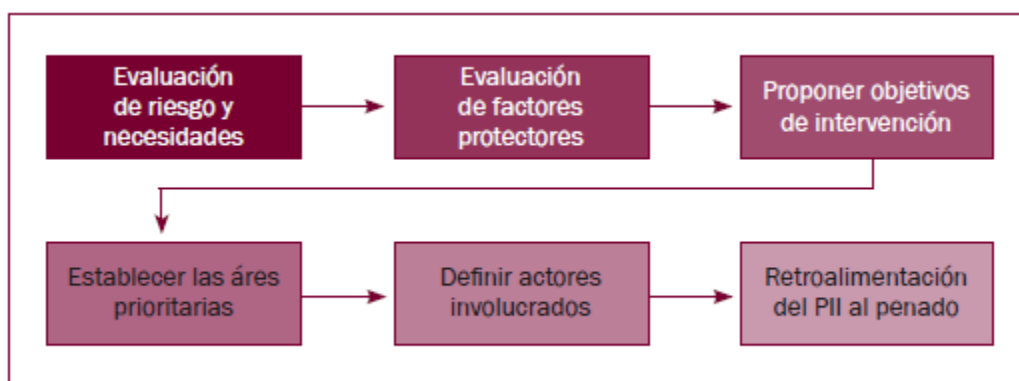 Evaluación
de riesgo y
necesidades
Evaluación
de factores
protectores
Proponer objetivos
de intervención
Establecer las áres
prioritarias
Definir actores
involucrados
Retroalimentación
del PII al penado